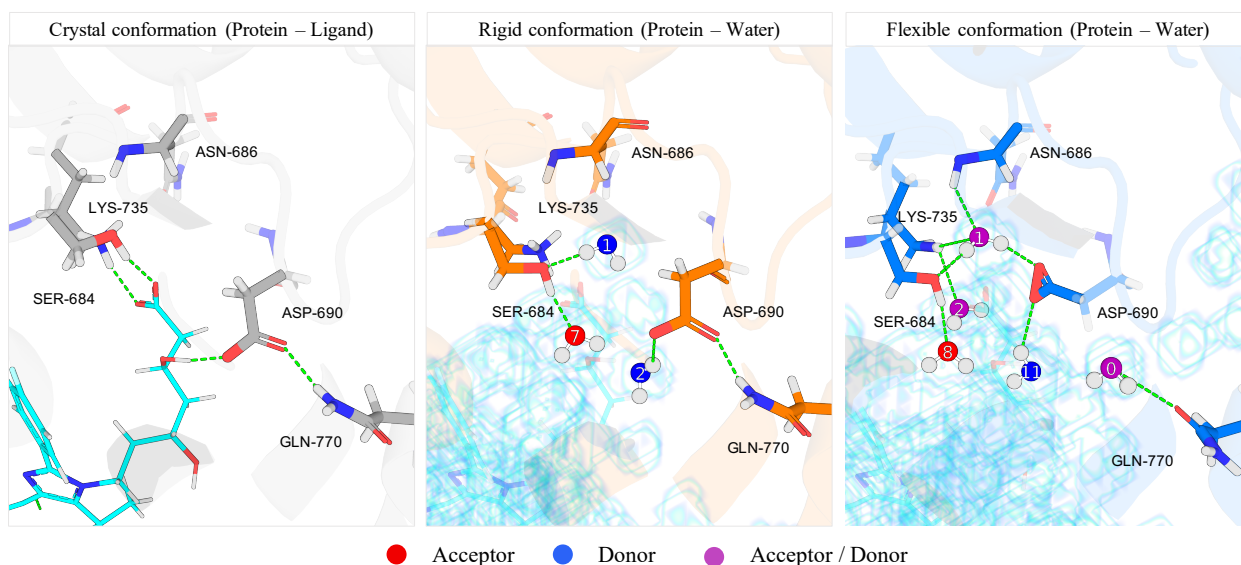 Crystal conformation (Protein – Ligand)
ASN-686
LYS-735
SER-684
ASP-690
GLN-770
Rigid conformation (Protein – Water)
ASN-686
LYS-735
1
SER-684
7
ASP-690
2
GLN-770
Flexible conformation (Protein – Water)
ASN-686
LYS-735
1
2
SER-684
ASP-690
8
11
0
GLN-770
Acceptor
Donor
Acceptor / Donor